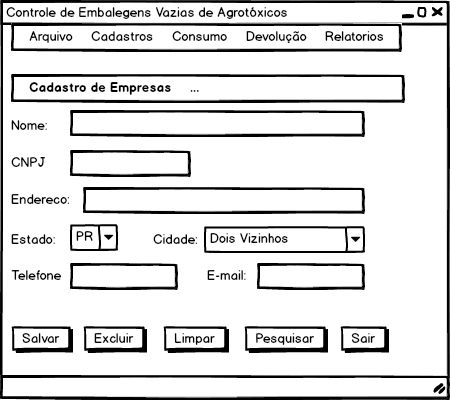 Controle de Embalegens Vazias de Agrotóxicos
Arquivo Cadastros Consumo Devolução Relatorios
Cadastro de Empresas ...
Nome:
CNPJ
Endereco:
Estado: PR Cidade: Dois Vizinhos
Telefone E-mail:
Salvar Excluir Limpar Pesquisar Sair